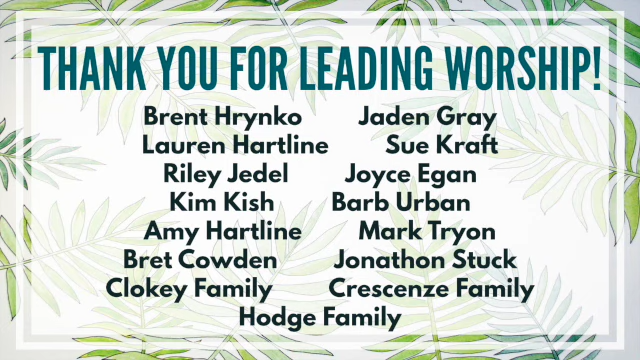 THANK YOU FOR LEADING WORSHIP!
Brent Hrynko Jaden Gray
Lauren Hartline Sue Kraft
Riley Jedel Joyce Egan
Kim Kish Barb Urban
Amy Hartline Mark Tryon
Bret Cowden Jonathon Stuck
Clokey Family Crescenze Family
Hodge Family